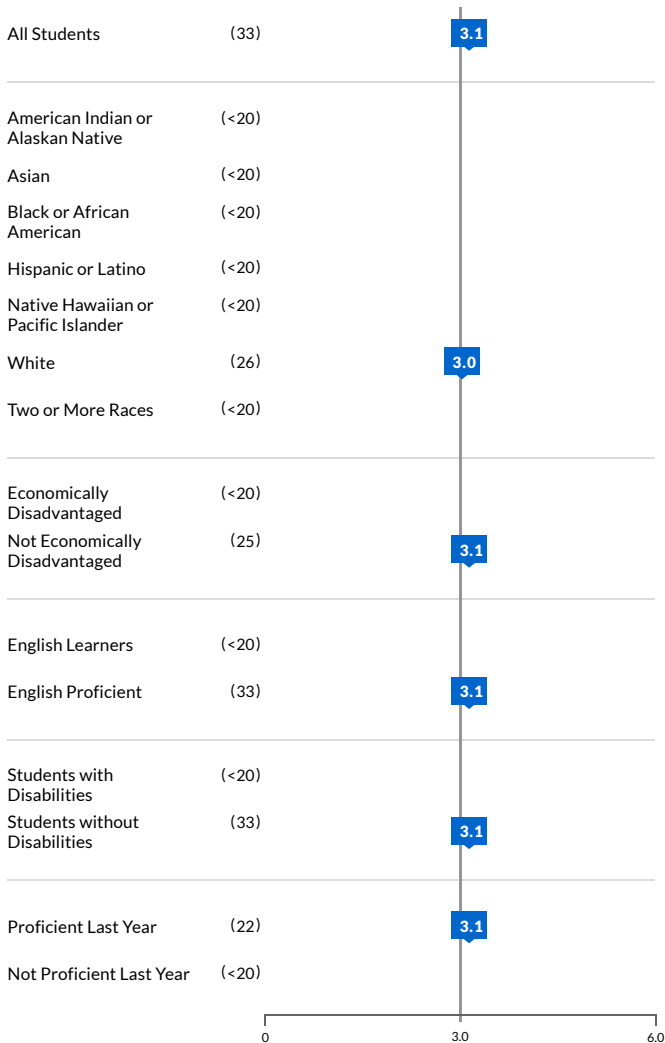 All Students (33) 3.1
American Indian or (<20)
Alaskan Native
Asian (<20)
Black or African (<20)
American
Hispanic or Latino (<20)
Native Hawaiian or (<20)
Pacific Islander
White (26) 3.0
Two or More Races (<20)
Economically (<20)
Disadvantaged
Not Economically (25) 3.1
Disadvantaged
English Learners (<20)
English Proficient (33) 3.1
Students with (<20)
Disabilities
Students without (33) 3.1
Disabilities
Proficient Last Year (22) 3.1
Not Proficient Last Year (<20)
0 3.0 6.0